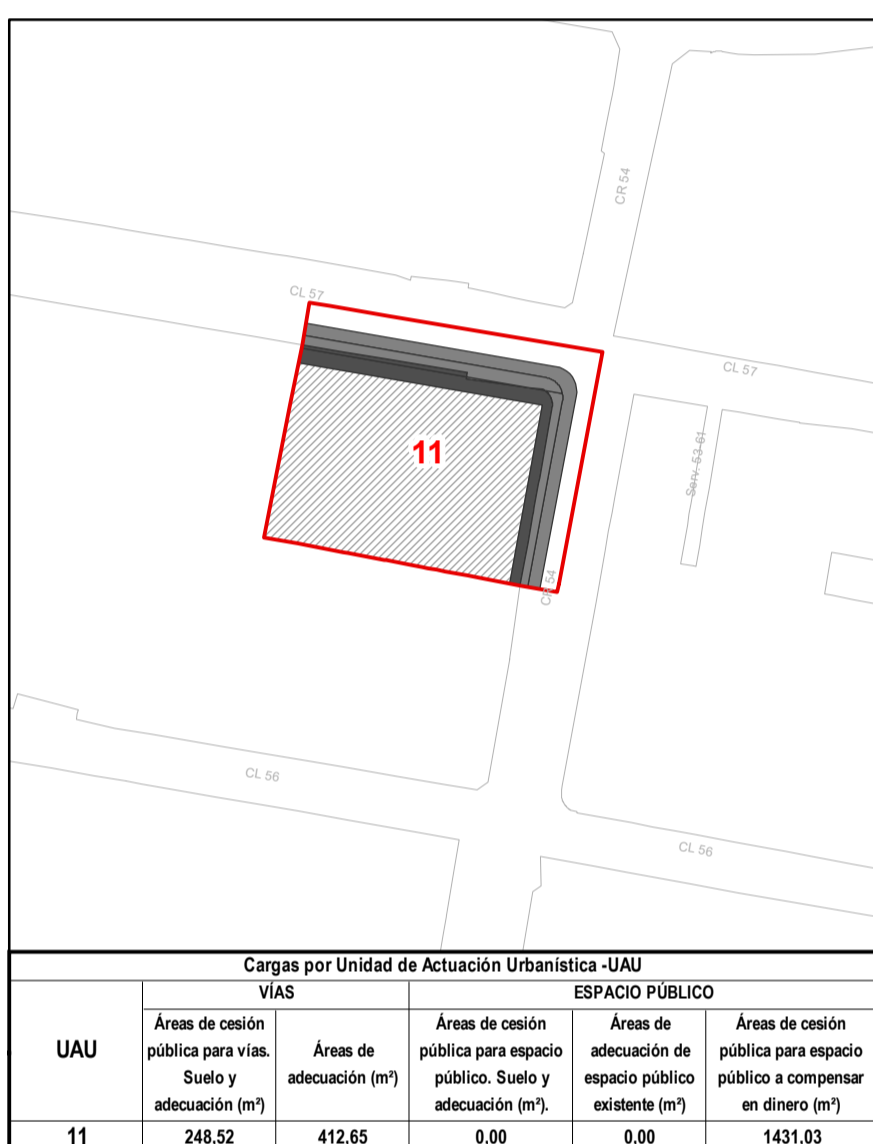 CR 54
CL 57
CL 57
Serv. 53-61
11
CR 54
CL 56
CL 56
Cargas por Unidad de Actuación Urbanística -UAU
UAU
VÍAS
ESPACIO PÚBLICO
Áreas de cesión
pública para vías.
Suelo y
adecuación (m²)
Áreas de
adecuación (m²)
Áreas de cesión
pública para espacio
público. Suelo y
adecuación (m²).
Áreas de
adecuación de
espacio público
existente (m²)
Áreas de cesión
pública para espacio
público a compensar
en dinero (m²)
11 248.52 412.65 0.00 0.00 1431.03